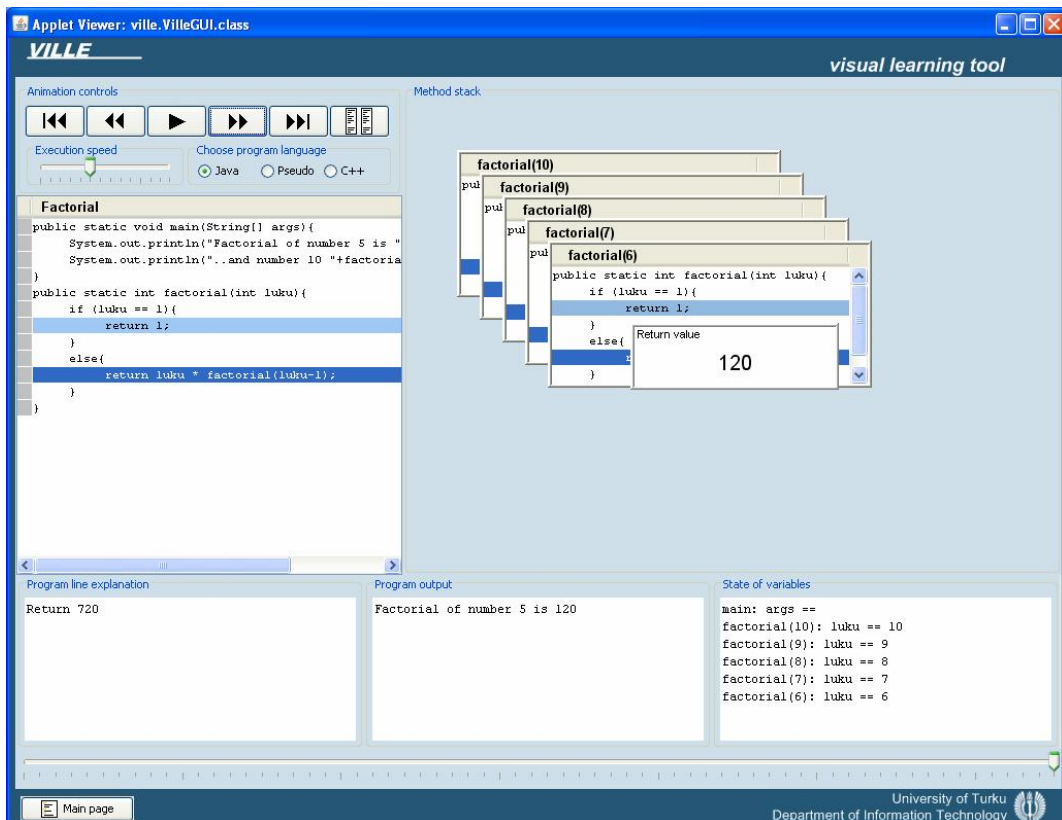 Applet Viewer: ville.VilleGUI.class
VILLE
visual learning tool
Animation controls
Execution speed
Choose program language
Java Pseudo C++
Factorial
public static void main(String[] args){
System.out.println("Factorial of number 5 is "
System.out.println("..and number 10 "+factoria
}
public static int factorial(int luku){
if (luku == 1){
return 1;
}
else{
return luku * factorial(luku-1);
}
}
Method stack
factorial(10)
pul
factorial(9)
pul
factorial(8)
pul
factorial(7)
pul
factorial(6)
public static int factorial(int luku){
if (luku == 1){
return 1;
}
else{
r
}
Return value
120
Program line explanation
Return 720
Program output
Factorial of number 5 is 120
State of variables
main: args ==
factorial(10): luku == 10
factorial(9): luku == 9
factorial(8): luku == 8
factorial(7): luku == 7
factorial(6): luku == 6
Main page
University of Turku
Department of Information Technology